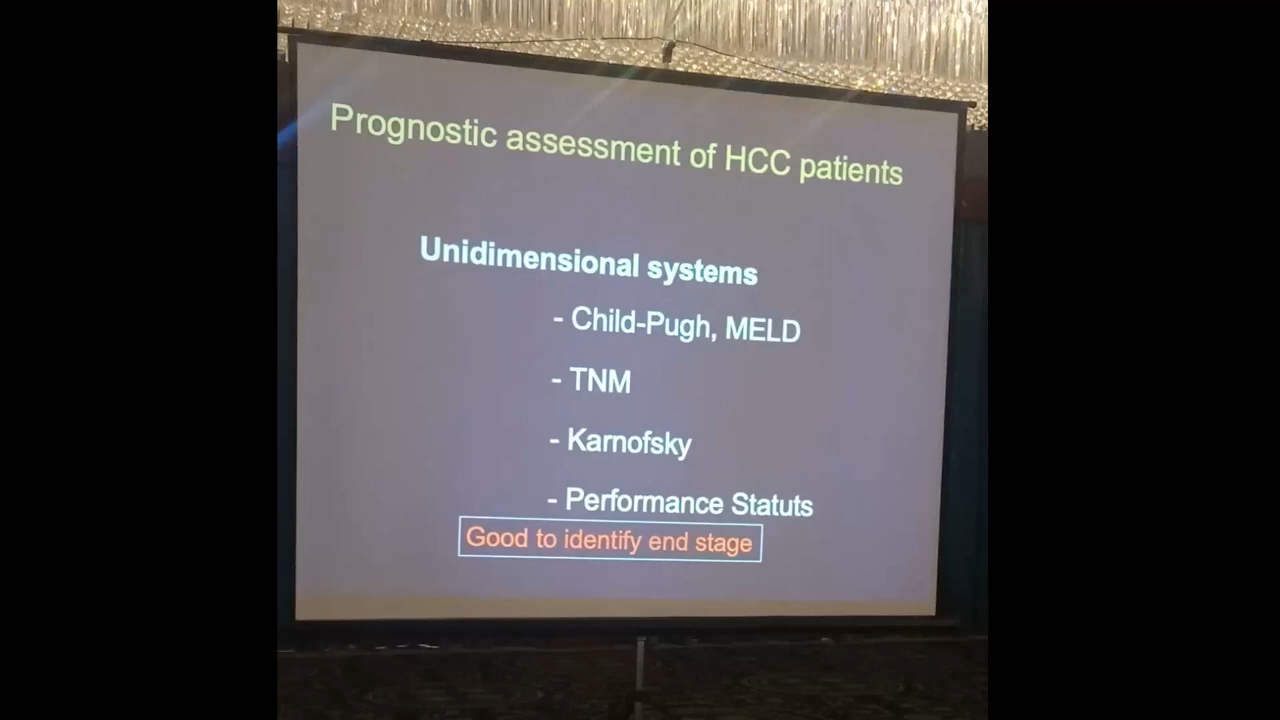 Prognostic assessment of HCC patients
Unidimensional systems
- Child-Pugh, MELD
- TNM
- Karnofsky
- Performance Statuts
Good to identify end stage